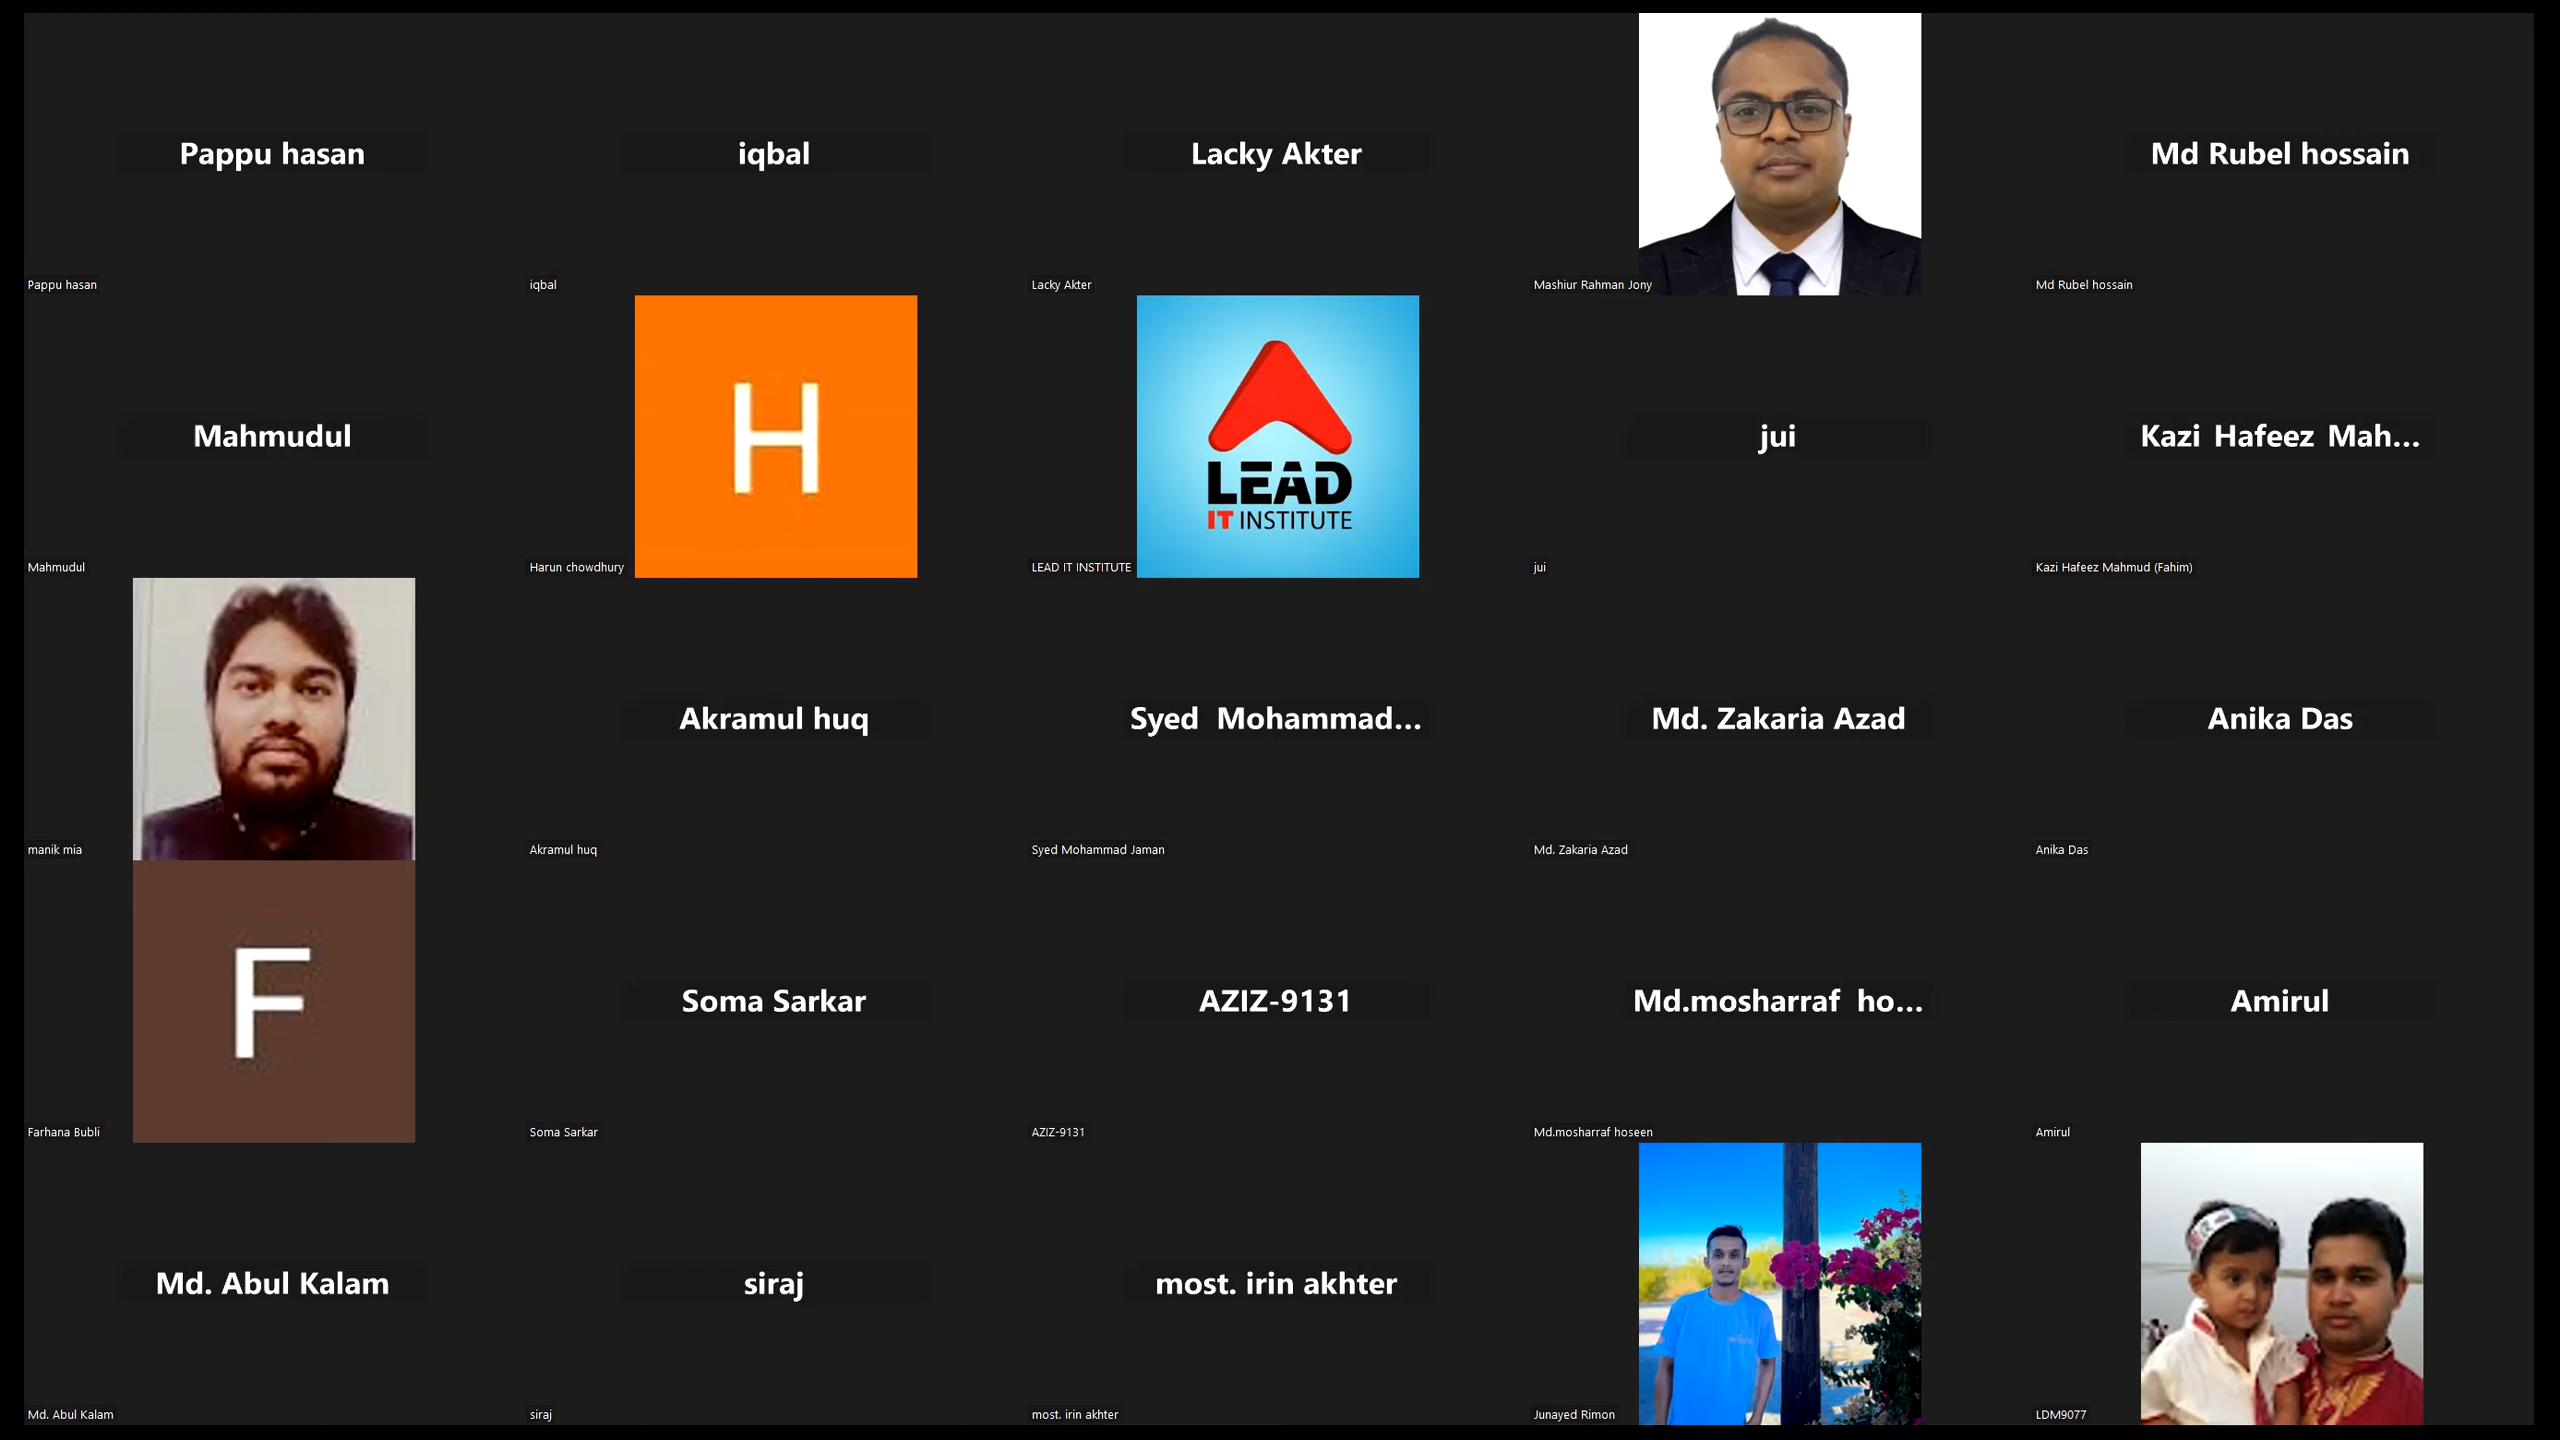 Pappu hasan
iqbal
Lacky Akter
Md Rubel hossain
Pappu hasan
iqbal
Lacky Akter
Mashiur Rahman Jony
Md Rubel hossain
Mahmudul
H
LEAD
IT INSTITUTE
jui
Kazi Hafeez Mah...
Mahmudul
Harun chowdhury
LEAD IT INSTITUTE
jui
Kazi Hafeez Mahmud (Fahim)
Akramul huq
Syed Mohammad...
Md. Zakaria Azad
Anika Das
manik mia
Akramul huq
Syed Mohammad Jaman
Md. Zakaria Azad
Anika Das
F
Soma Sarkar
AZIZ-9131
Md.mosharraf ho...
Amirul
Farhana Bubli
Soma Sarkar
AZIZ-9131
Md.mosharraf hoseen
Amirul
Md. Abul Kalam
siraj
most. irin akhter
Md. Abul Kalam
siraj
most. irin akhter
Junayed Rimon
LDM9077